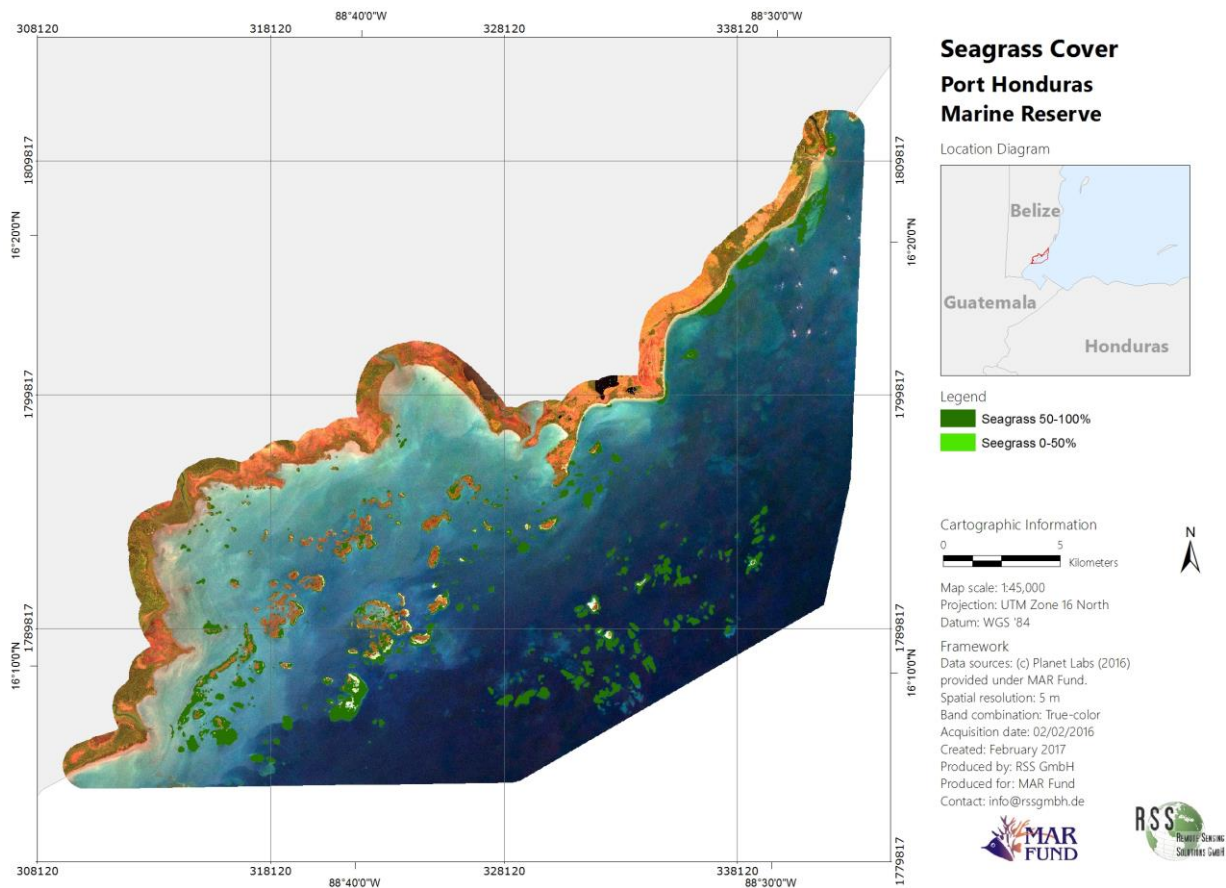 88°40'0"W 88°30'0"W
308120 318120 328120 338120
1809817 1809817
16°20'0"N 16°20'0"N
1799817 1799817
1789817 1789817
16°10'0"N 16°10'0"N
1779817
308120 318120 328120 338120
88°40'0"W 88°30'0"W
Seagrass Cover
Port Honduras
Marine Reserve
Location Diagram
Belize
Guatemala
Honduras
Legend
Seagrass 50-100%
Seegrass 0-50%
Cartographic Information
N
0 5
Kilometers
Map scale: 1:45,000
Projection: UTM Zone 16 North
Datum: WGS '84
Framework
Data sources: (c) Planet Labs (2016)
provided under MAR Fund.
Spatial resolution: 5 m
Band combination: True-color
Acquisition date: 02/02/2016
Created: February 2017
Produced by: RSS GmbH
Produced for: MAR Fund
Contact: info@rssgmbh.de
MAR
FUND
RSS
Remote Sensing
Solutions GmbH